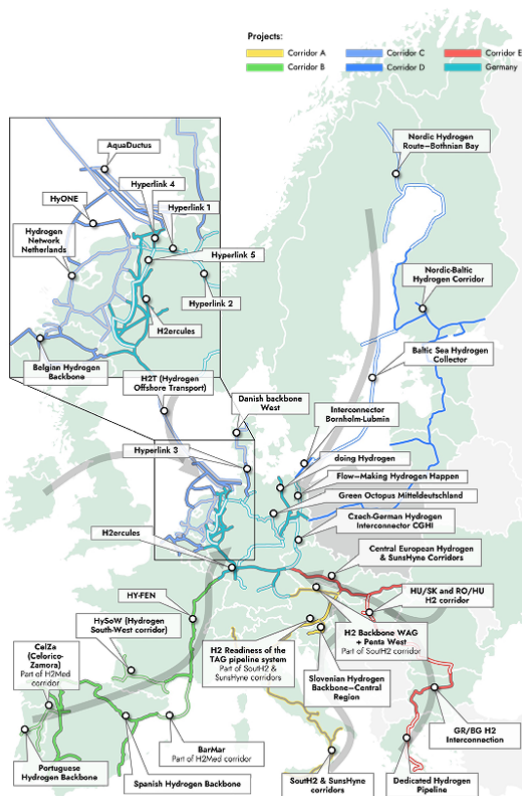 Projects:
Corridor A
Corridor C
Corridor E
Corridor B
Corridor D
Germany
AquaDuctus
Nordic Hydrogen
Route–Bothnian Bay
Hyperlink 4
HyONE
Hyperlink 1
Hydrogen
Network
Netherlands
Hyperlink 5
Hyperlink 2
Nordic-Baltic
Hydrogen Corridor
H2ercules
Baltic Sea Hydrogen
Collector
Belgian Hydrogen
Backbone
H2T (Hydrogen
Offshore Transport)
Danish backbone
West
Interconnector
Bornholm-Lubmin
Hyperlink 3
doing Hydrogen
Flow–Making Hydrogen Happen
Green Octopus Mitteldeutschland
Czech-German Hydrogen
Interconnector CGHI
H2ercules
Central European Hydrogen
& SunsHyne Corridors
HY-FEN
HU/SK and RO/HU
H2 corridor
HySoW (Hydrogen
South-West corridor)
H2 Readiness of the
TAG pipeline system
Part of SoutH2 &
SunsHyne corridors
H2 Backbone WAG
+ Penta West
Part of SoutH2 corridor
CelZa
(Celorico-
Zamora)
Part of H2Med
corridor
Slovenian Hydrogen
Backbone–Central
Region
GR/BG H2
Interconnection
BarMar
Part of H2Med corridor
Portuguese
Hydrogen Backbone
Spanish Hydrogen Backbone
SoutH2 & SunsHyne
corridors
Dedicated Hydrogen
Pipeline